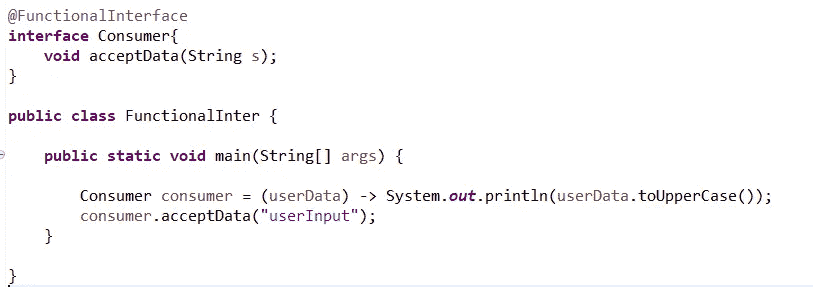 @FunctionalInterface
interface Consumer{
    void acceptData(String s);
}

public class FunctionalInter {

    public static void main(String[] args) {

        Consumer consumer = (userData) -> System.out.println(userData.toUpperCase());
        consumer.acceptData("userInput");
    }

}